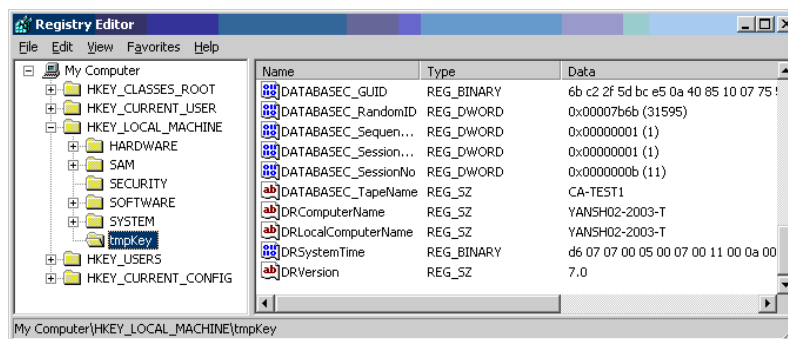 Registry Editor
File Edit View Favorites Help
My Computer
HKEY_CLASSES_ROOT
HKEY_CURRENT_USER
HKEY_LOCAL_MACHINE
HARDWARE
SAM
SECURITY
SOFTWARE
SYSTEM
tmpKey
HKEY_USERS
HKEY_CURRENT_CONFIG
Name Type Data
DATABASEC_GUID REG_BINARY 6b c2 2f 5d bc e5 0a 40 85 10 07 75
DATABASEC_RandomID REG_DWORD 0x00007b6b (31595)
DATABASEC_Sequen... REG_DWORD 0x00000001 (1)
DATABASEC_Session... REG_DWORD 0x00000001 (1)
DATABASEC_SessionNo REG_DWORD 0x0000000b (11)
DATABASEC_TapeName REG_SZ CA-TEST1
DRComputerName REG_SZ YANSH02-2003-T
DRLocalComputerName REG_SZ YANSH02-2003-T
DRSystemTime REG_BINARY d6 07 07 00 05 00 07 00 11 00 0a 00
DRVersion REG_SZ 7.0
My Computer\HKEY_LOCAL_MACHINE\tmpKey